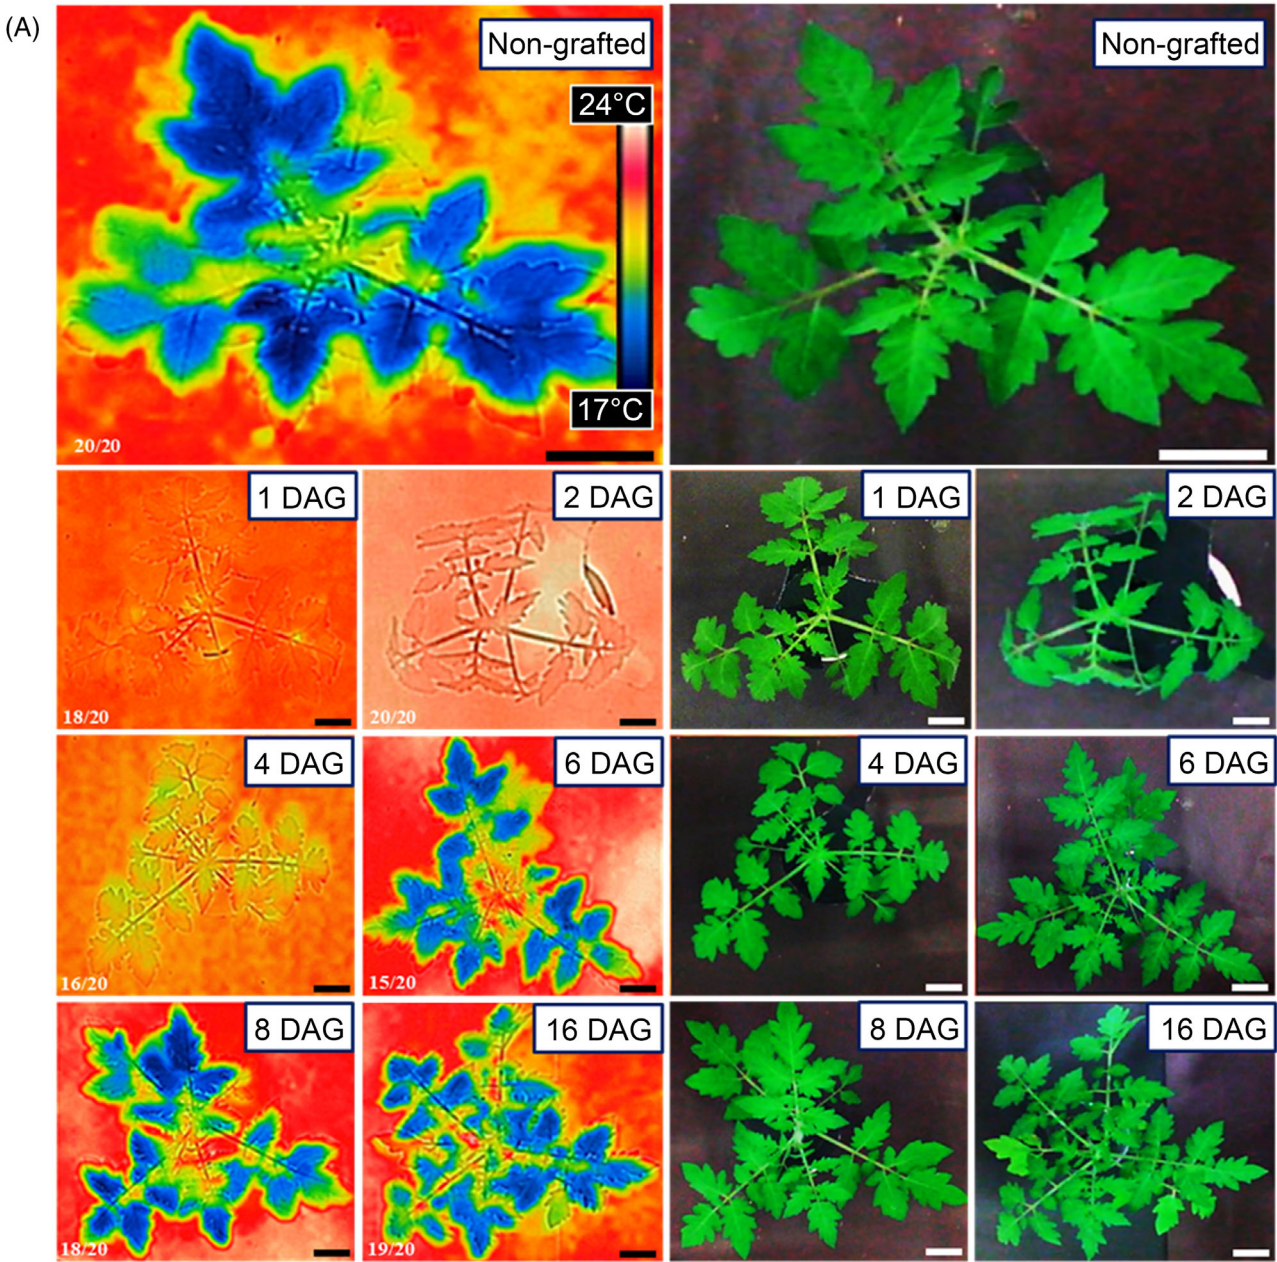 (A)
Non-grafted
Non-grafted
24°C
17°C
20/20
1 DAG
2 DAG
1 DAG
2 DAG
18/20
20/20
4 DAG
6 DAG
4 DAG
6 DAG
16/20
15/20
8 DAG
16 DAG
8 DAG
16 DAG
18/20
19/20